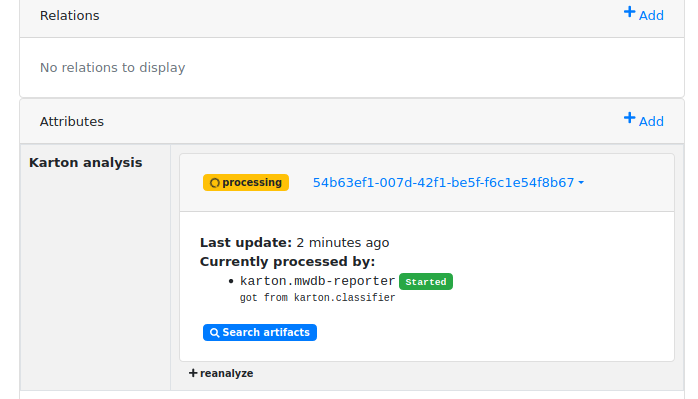 Relations
Add
No relations to display
Attributes
Add
Karton analysis
processing
54b63ef1-007d-42f1-be5f-f6c1e54f8b67
Last update: 2 minutes ago
Currently processed by:
karton.mwdb-reporter Started
got from karton.classifier
Search artifacts
reanalyze